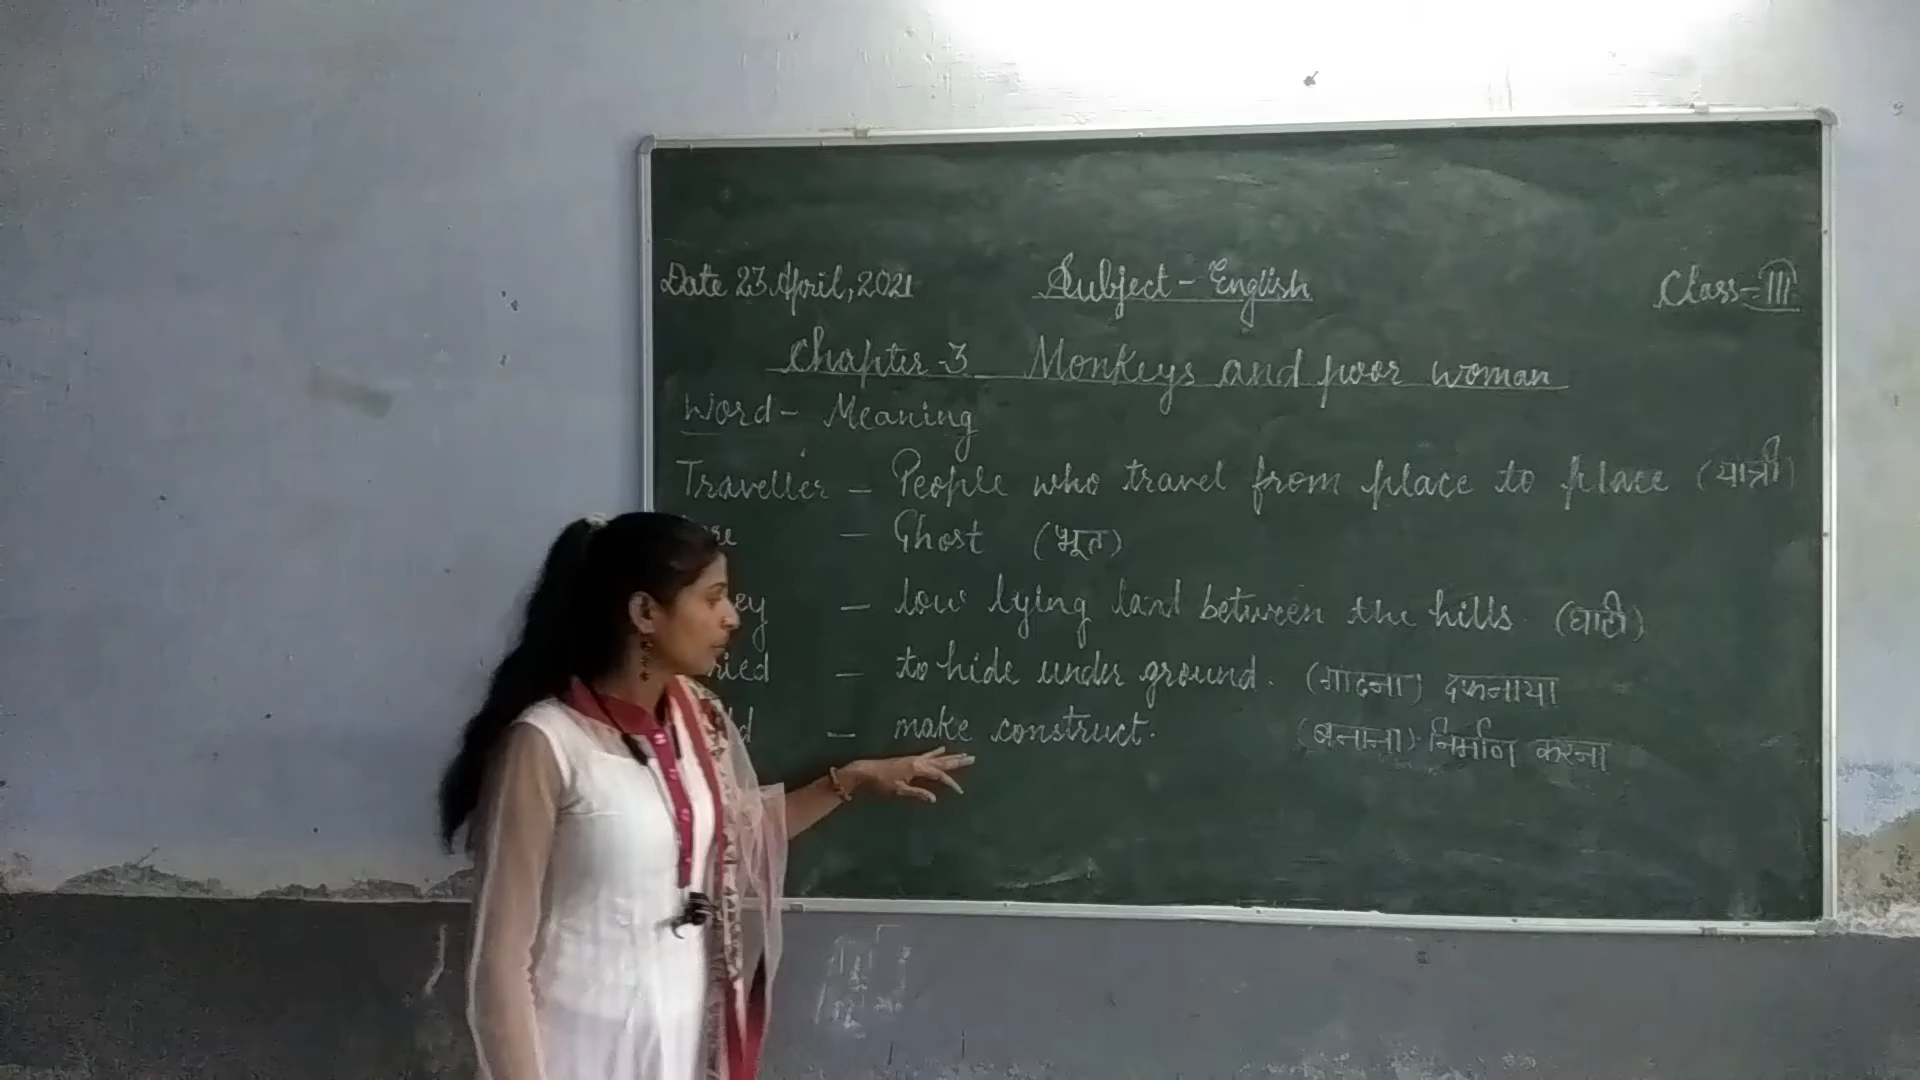 Date 23 April, 2021 Subject - English Class - III
Chapter - 3 Monkeys and poor woman
Word - Meaning
Traveller - People who travel from place to place (यात्री)
- Ghost (भूत)
- low lying land between the hills. (घाटी)
- to hide under ground. (गाढना) दफनाया
- make construct. (बनाना) निर्माण करना